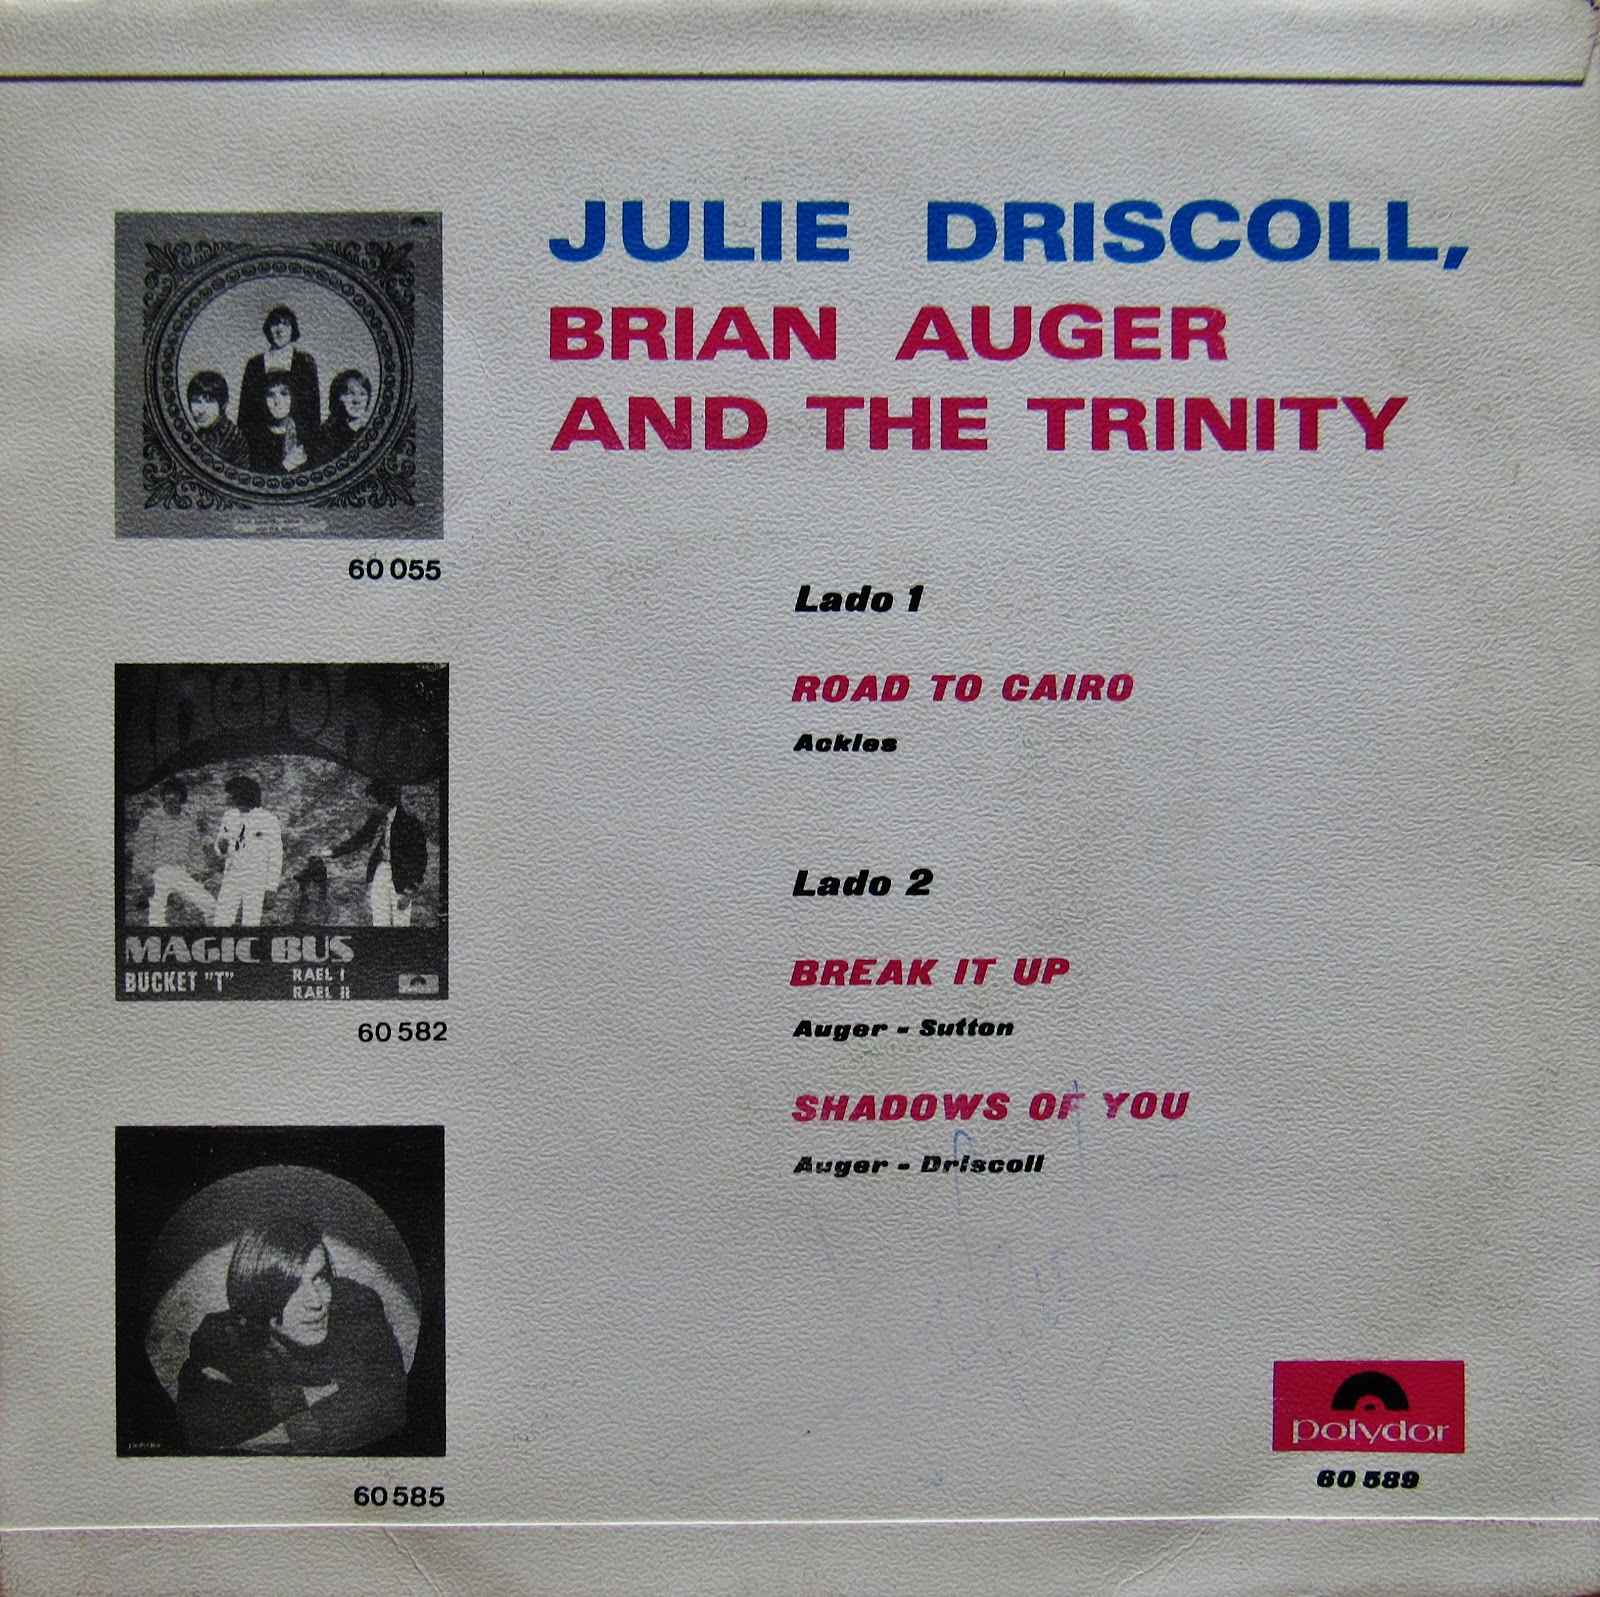 JULIE DRISCOLL,
BRIAN AUGER
AND THE TRINITY
60 055
MAGIC BUS
BUCKET "T"
RAEL I
RAEL II
60 582
polydor
60 585
Lado 1
ROAD TO CAIRO
Ackles
Lado 2
BREAK IT UP
Auger - Sutton
SHADOWS OF YOU
Auger - Driscoll
polydor
60 589